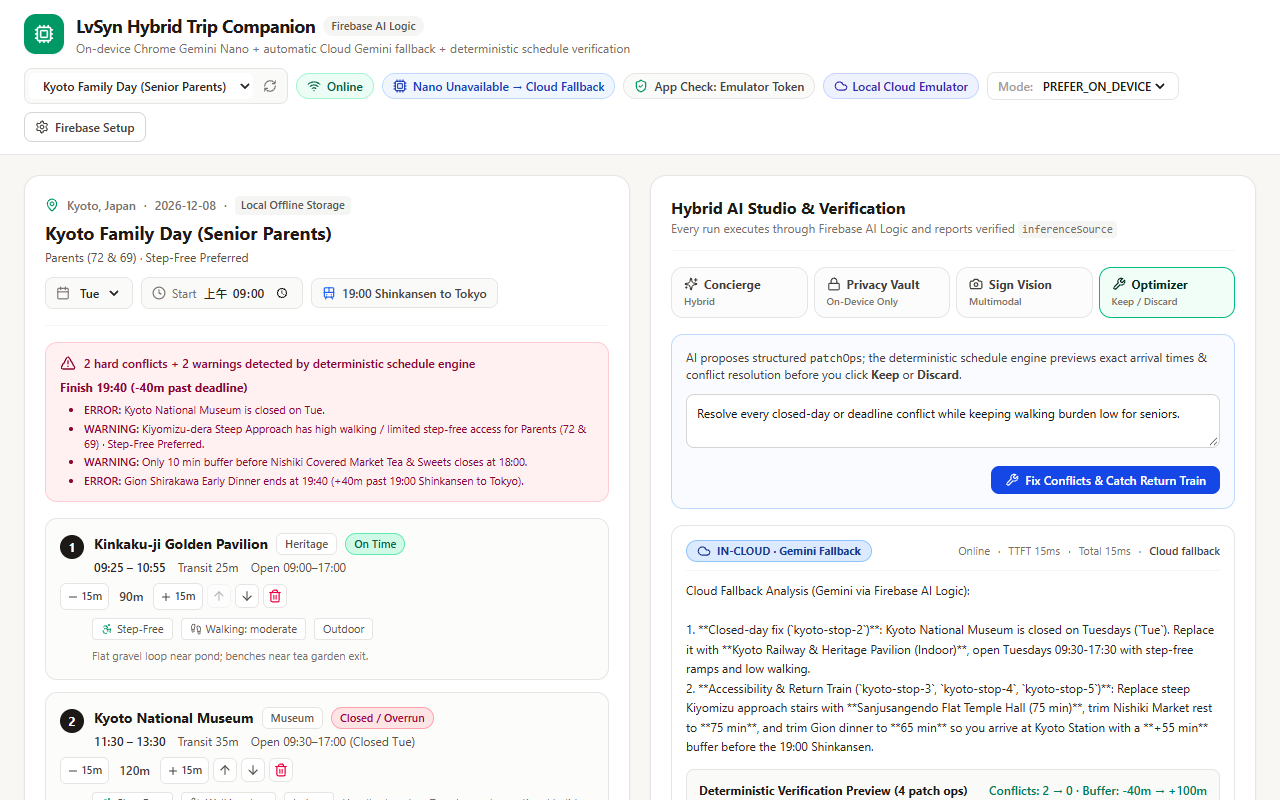 LvSyn Hybrid Trip Companion Firebase AI Logic
On-device Chrome Gemini Nano + automatic Cloud Gemini fallback + deterministic schedule verification
Kyoto Family Day (Senior Parents) Online Nano Unavailable → Cloud Fallback App Check: Emulator Token Local Cloud Emulator Mode: PREFER_ON_DEVICE
Firebase Setup
Kyoto, Japan · 2026-12-08 · Local Offline Storage
Kyoto Family Day (Senior Parents)
Parents (72 & 69) · Step-Free Preferred
Tue Start 上午 09:00 19:00 Shinkansen to Tokyo
2 hard conflicts + 2 warnings detected by deterministic schedule engine
Finish 19:40 (-40m past deadline)
• ERROR: Kyoto National Museum is closed on Tue.
• WARNING: Kiyomizu-dera Steep Approach has high walking / limited step-free access for Parents (72 &
69) · Step-Free Preferred.
• WARNING: Only 10 min buffer before Nishiki Covered Market Tea & Sweets closes at 18:00.
• ERROR: Gion Shirakawa Early Dinner ends at 19:40 (+40m past 19:00 Shinkansen to Tokyo).
1 Kinkaku-ji Golden Pavilion Heritage On Time
09:25 – 10:55 Transit 25m Open 09:00–17:00
− 15m 90m + 15m ↑ ↓
Step-Free Walking: moderate Outdoor
Flat gravel loop near pond; benches near tea garden exit.
2 Kyoto National Museum Museum Closed / Overrun
11:30 – 13:30 Transit 35m Open 09:30–17:00 (Closed Tue)
− 15m 120m + 15m ↑ ↓
Hybrid AI Studio & Verification
Every run executes through Firebase AI Logic and reports verified inferenceSource
Concierge Privacy Vault Sign Vision Optimizer
Hybrid On-Device Only Multimodal Keep / Discard
AI proposes structured patchOps; the deterministic schedule engine previews exact arrival times &
conflict resolution before you click Keep or Discard.
Resolve every closed-day or deadline conflict while keeping walking burden low for seniors.
Fix Conflicts & Catch Return Train
IN-CLOUD · Gemini Fallback Online · TTFT 15ms · Total 15ms · Cloud fallback
Cloud Fallback Analysis (Gemini via Firebase AI Logic):
1. **Closed-day fix (`kyoto-stop-2`)**: Kyoto National Museum is closed on Tuesdays (`Tue`). Replace
it with **Kyoto Railway & Heritage Pavilion (Indoor)**, open Tuesdays 09:30-17:30 with step-free
ramps and low walking.
2. **Accessibility & Return Train (`kyoto-stop-3`, `kyoto-stop-4`, `kyoto-stop-5`)**: Replace steep
Kiyomizu approach stairs with **Sanjusangendo Flat Temple Hall (75 min)**, trim Nishiki Market rest
to **75 min**, and trim Gion dinner to **65 min** so you arrive at Kyoto Station with a **+55 min**
buffer before the 19:00 Shinkansen.
Deterministic Verification Preview (4 patch ops) Conflicts: 2 → 0 · Buffer: -40m → +100m